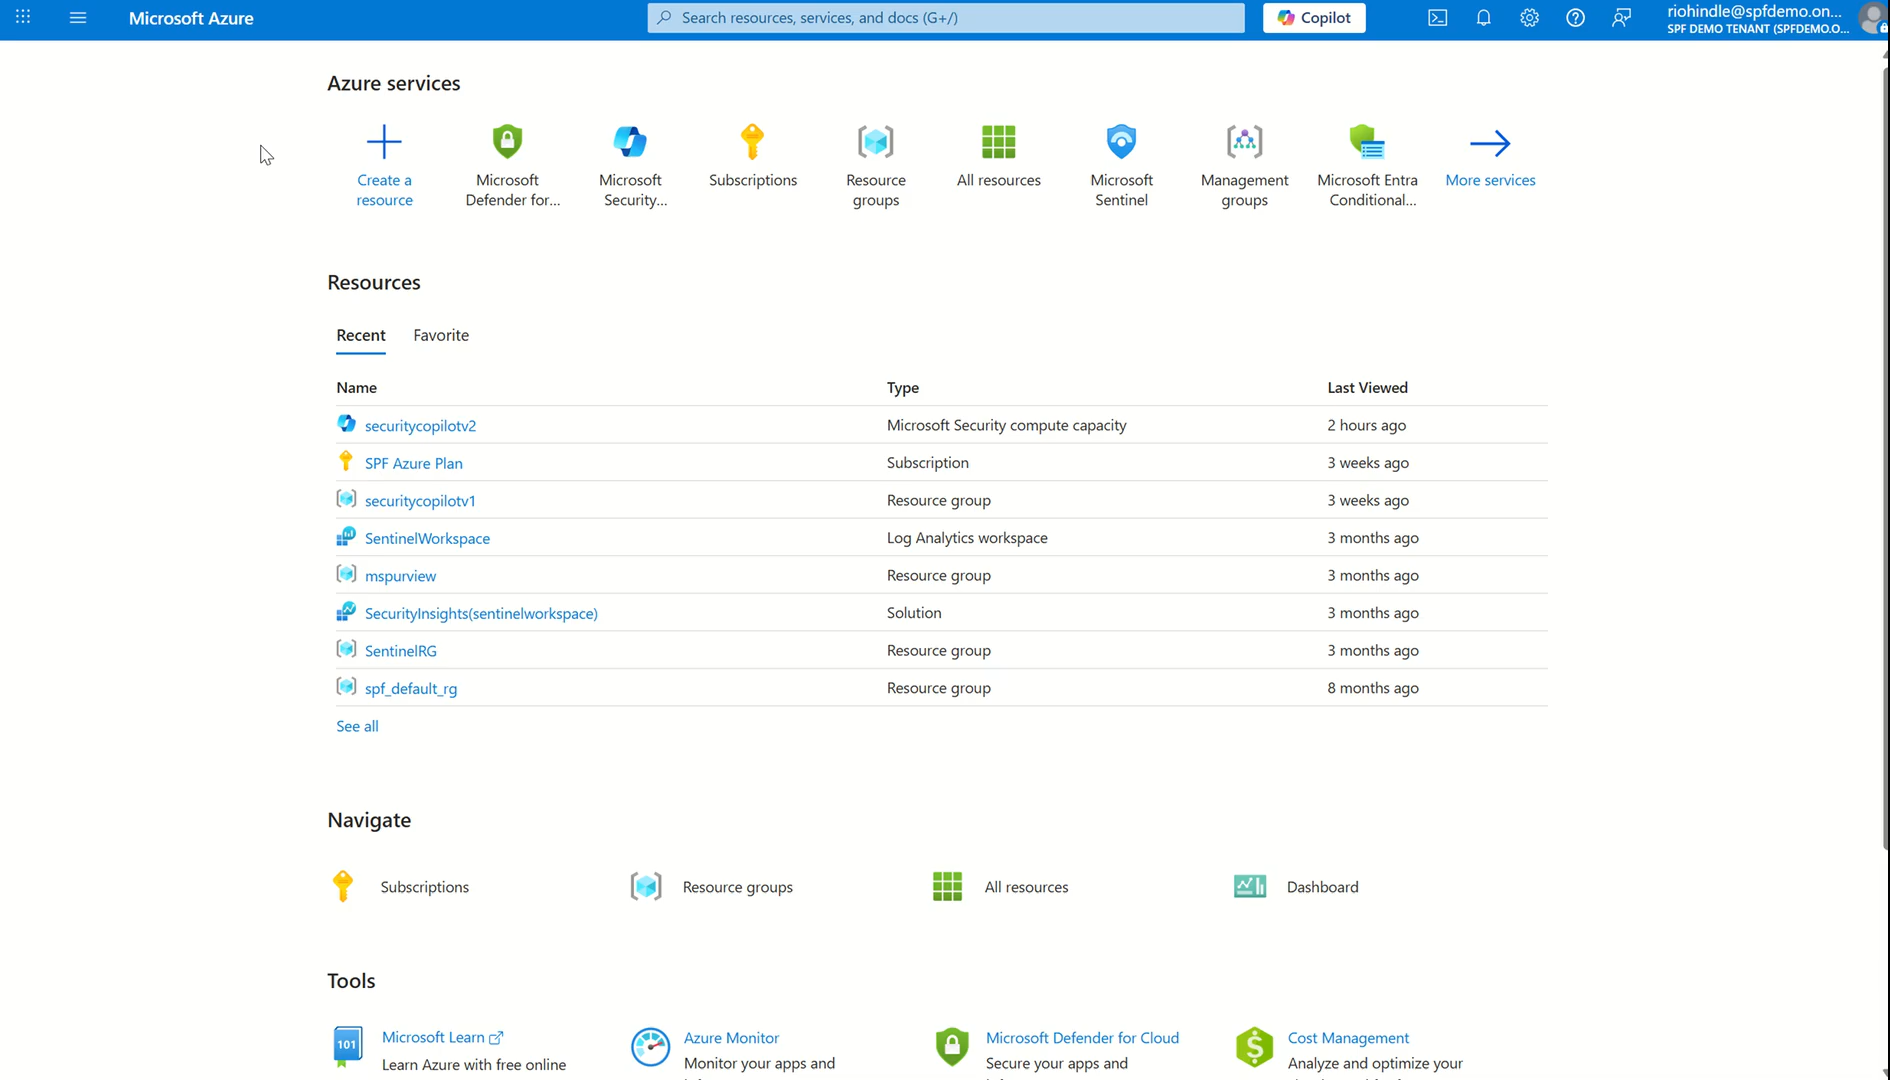 Microsoft Azure
Search resources, services, and docs (G+/)
Copilot
riohindle@spfdemo.on...
SPF DEMO TENANT (SPFDEMO.O...
Azure services
Create a
resource
Microsoft
Defender for...
Microsoft
Security...
Subscriptions
Resource
groups
All resources
Microsoft
Sentinel
Management
groups
Microsoft Entra
Conditional...
More services
Resources
Recent Favorite
Name Type Last Viewed
securitycopilotv2 Microsoft Security compute capacity 2 hours ago
SPF Azure Plan Subscription 3 weeks ago
securitycopilotv1 Resource group 3 weeks ago
SentinelWorkspace Log Analytics workspace 3 months ago
mspurview Resource group 3 months ago
SecurityInsights(sentinelworkspace) Solution 3 months ago
SentinelRG Resource group 3 months ago
spf_default_rg Resource group 8 months ago
See all
Navigate
Subscriptions Resource groups All resources Dashboard
Tools
101
Microsoft Learn
Learn Azure with free online
Azure Monitor
Monitor your apps and
Microsoft Defender for Cloud
Secure your apps and
Cost Management
Analyze and optimize your